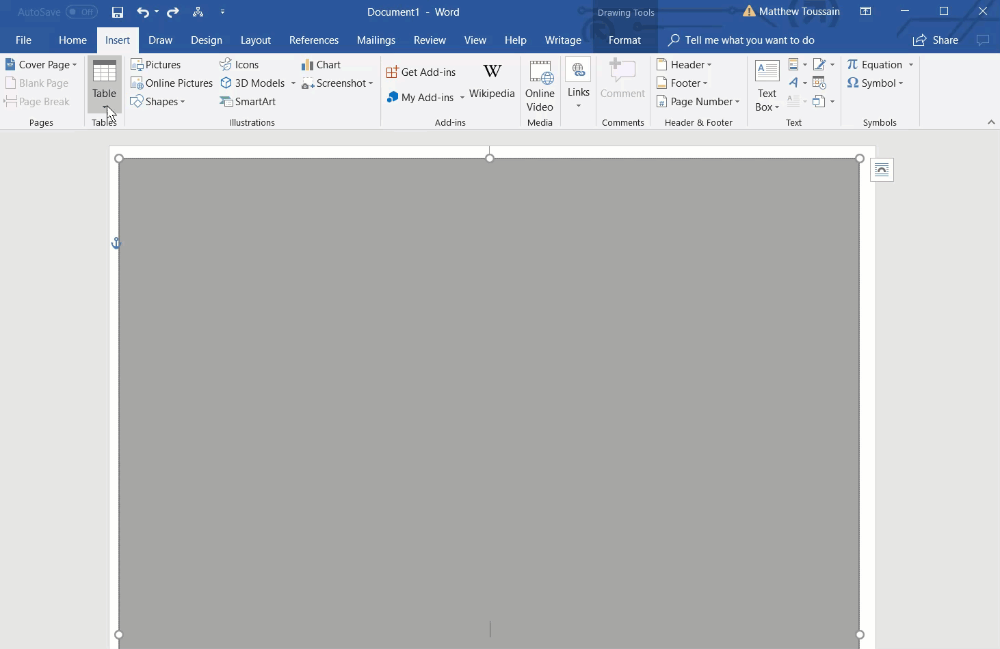 AutoSave Off Document1 - Word Drawing Tools Matthew Toussain
File Home Insert Draw Design Layout References Mailings Review View Help Writage Format Tell me what you want to do Share
Cover Page
Blank Page
Page Break
Pages
Table
Tables
Pictures
Online Pictures
Shapes
Icons
3D Models
SmartArt
Chart
Screenshot
Illustrations
Get Add-ins
My Add-ins
W
Wikipedia
Add-ins
Online
Video
Media
Links
Comment
Comments
Header
Footer
Page Number
Header & Footer
Text
Box
Text
π Equation
Ω Symbol
Symbols